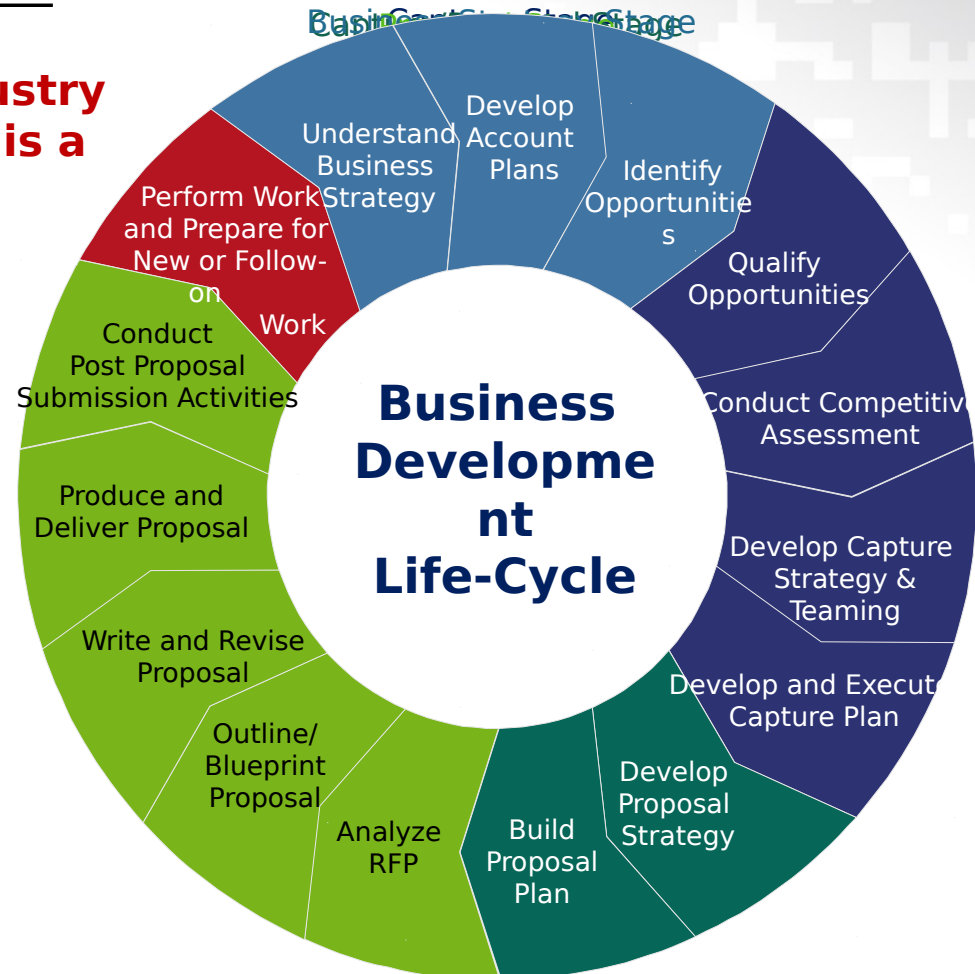 ustry
is a
Understand
Business
Strategy
Develop
Account
Plans
Identify
Opportunitie
s
Qualify
Opportunities
Conduct Competitive
Assessment
Develop Capture
Strategy &
Teaming
Develop and Execute
Capture Plan
Develop
Proposal
Strategy
Build
Proposal
Plan
Analyze
RFP
Outline/
Blueprint
Proposal
Write and Revise
Proposal
Produce and
Deliver Proposal
Conduct
Post Proposal
Submission Activities
Perform Work
and Prepare for
New or Follow-
on
Work
Business
Developme
nt
Life-Cycle